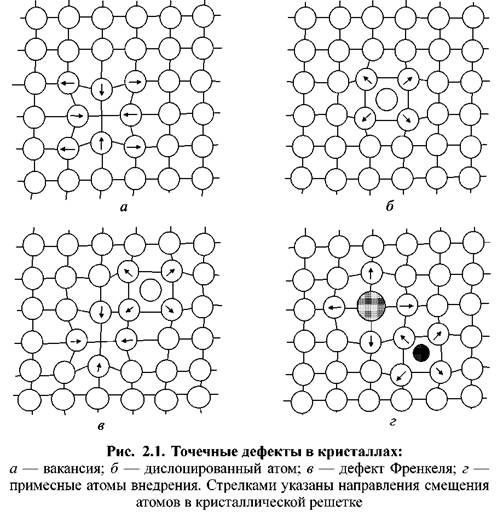 а
б
в
г
Рис. 2.1. Точечные дефекты в кристаллах:
а — вакансия; б — дислоцированный атом; в — дефект Френкеля; г —
примесные атомы внедрения. Стрелками указаны направления смещения
атомов в кристаллической решетке